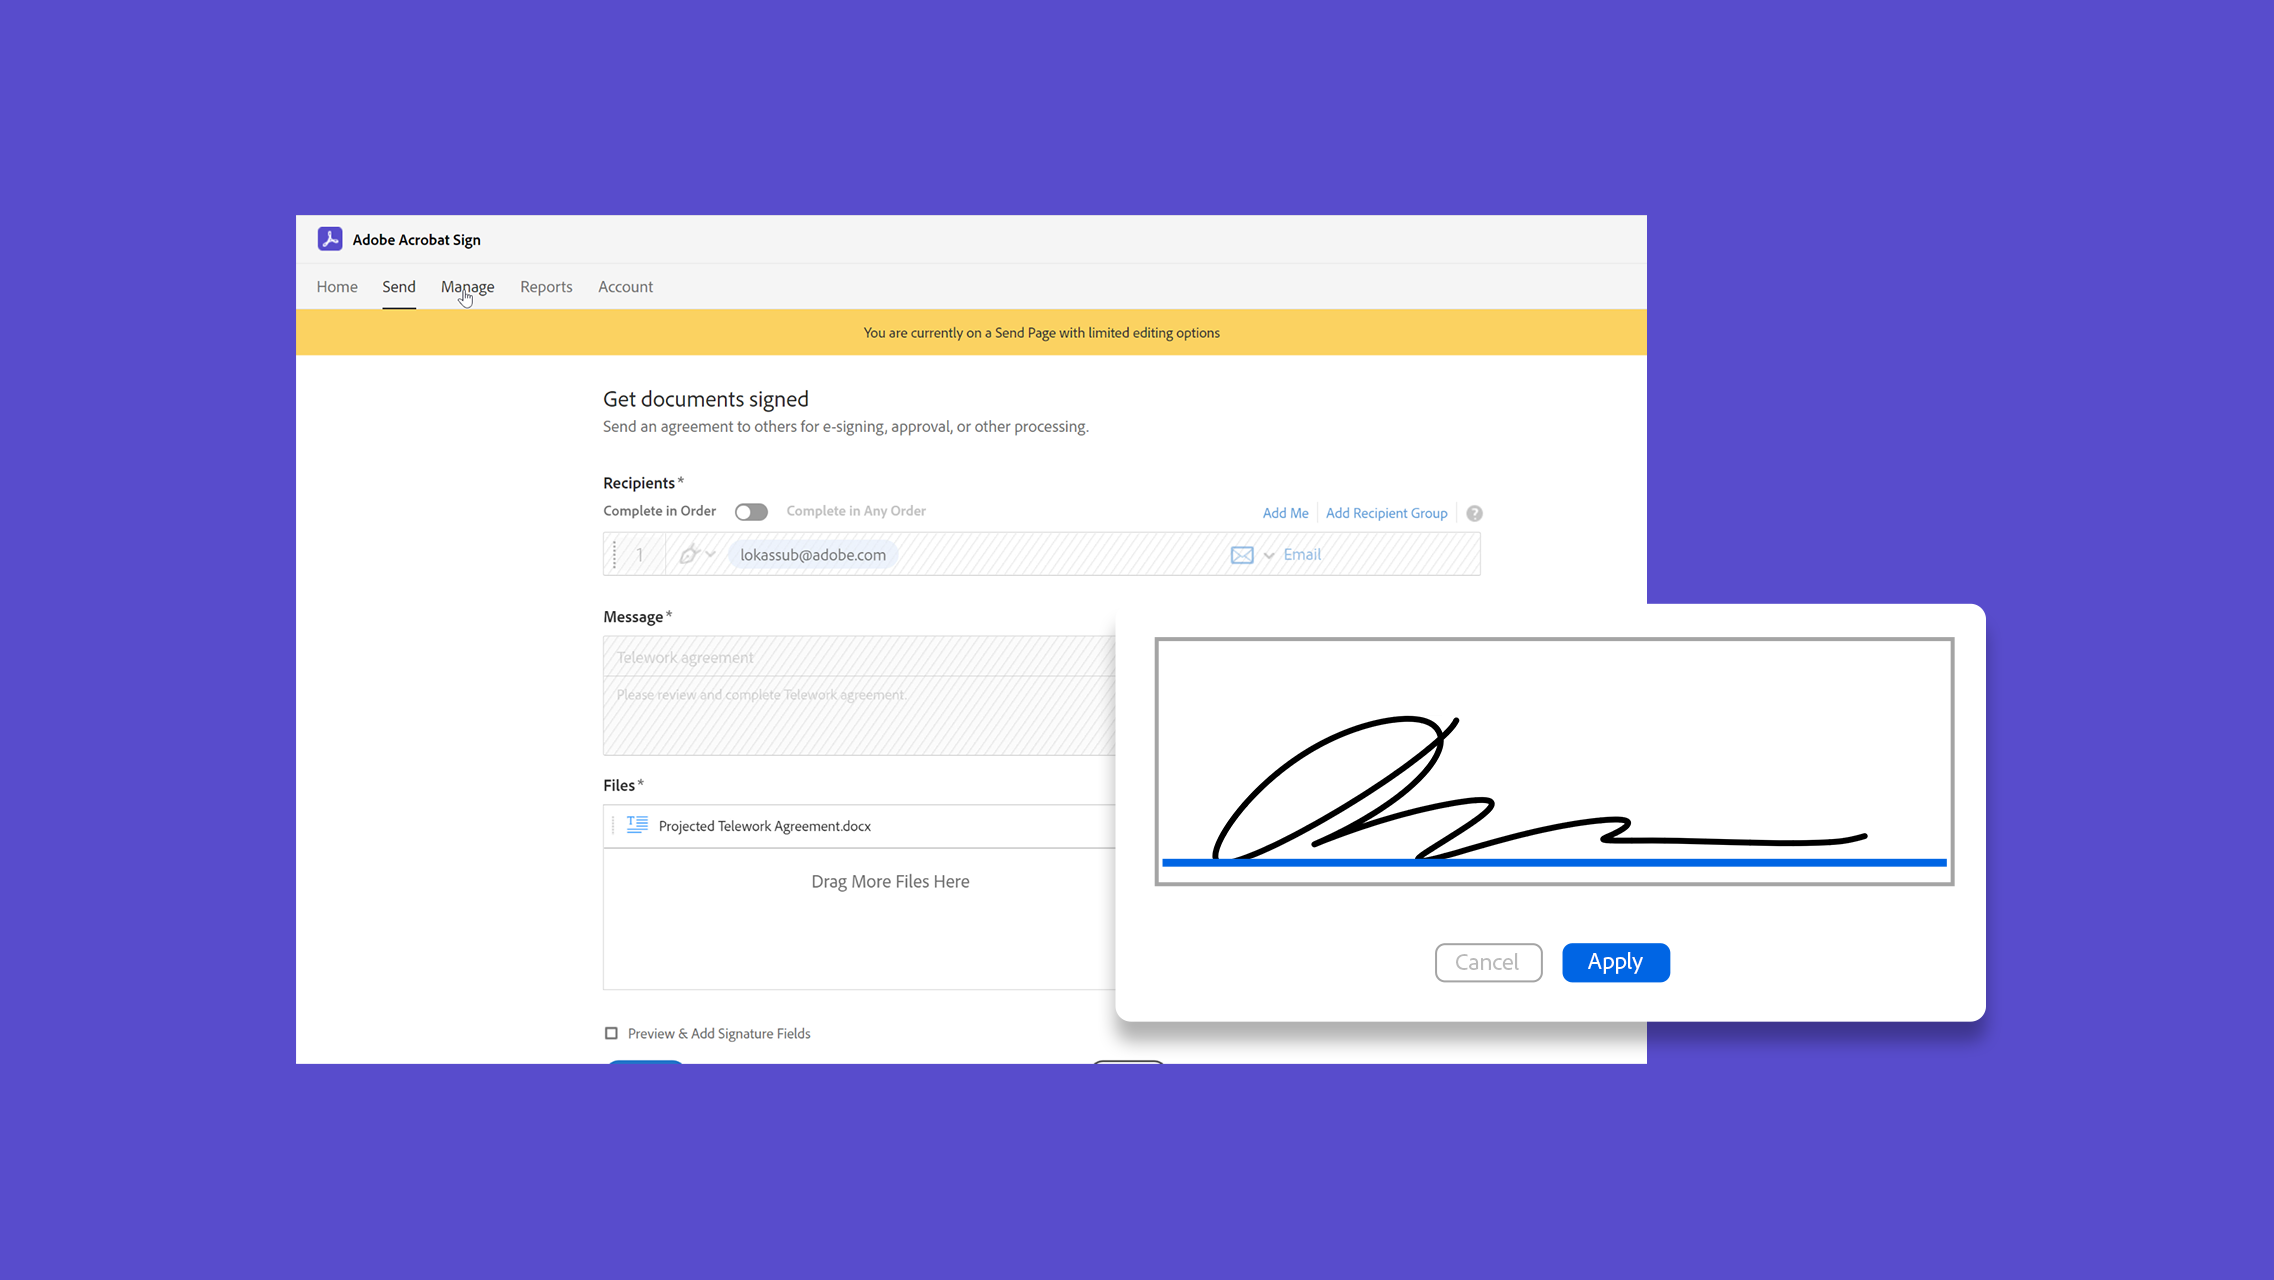 Adobe Acrobat Sign
Home Send Manage Reports Account
You are currently on a Send Page with limited editing options
Get documents signed
Send an agreement to others for e-signing, approval, or other processing.
Recipients*
Complete in Order Complete in Any Order Add Me Add Recipient Group ?
1 lokassub@adobe.com Email
Message*
Telework agreement
Please review and complete Telework agreement.
Files*
Projected Telework Agreement.docx
Drag More Files Here
Preview & Add Signature Fields
Cancel Apply